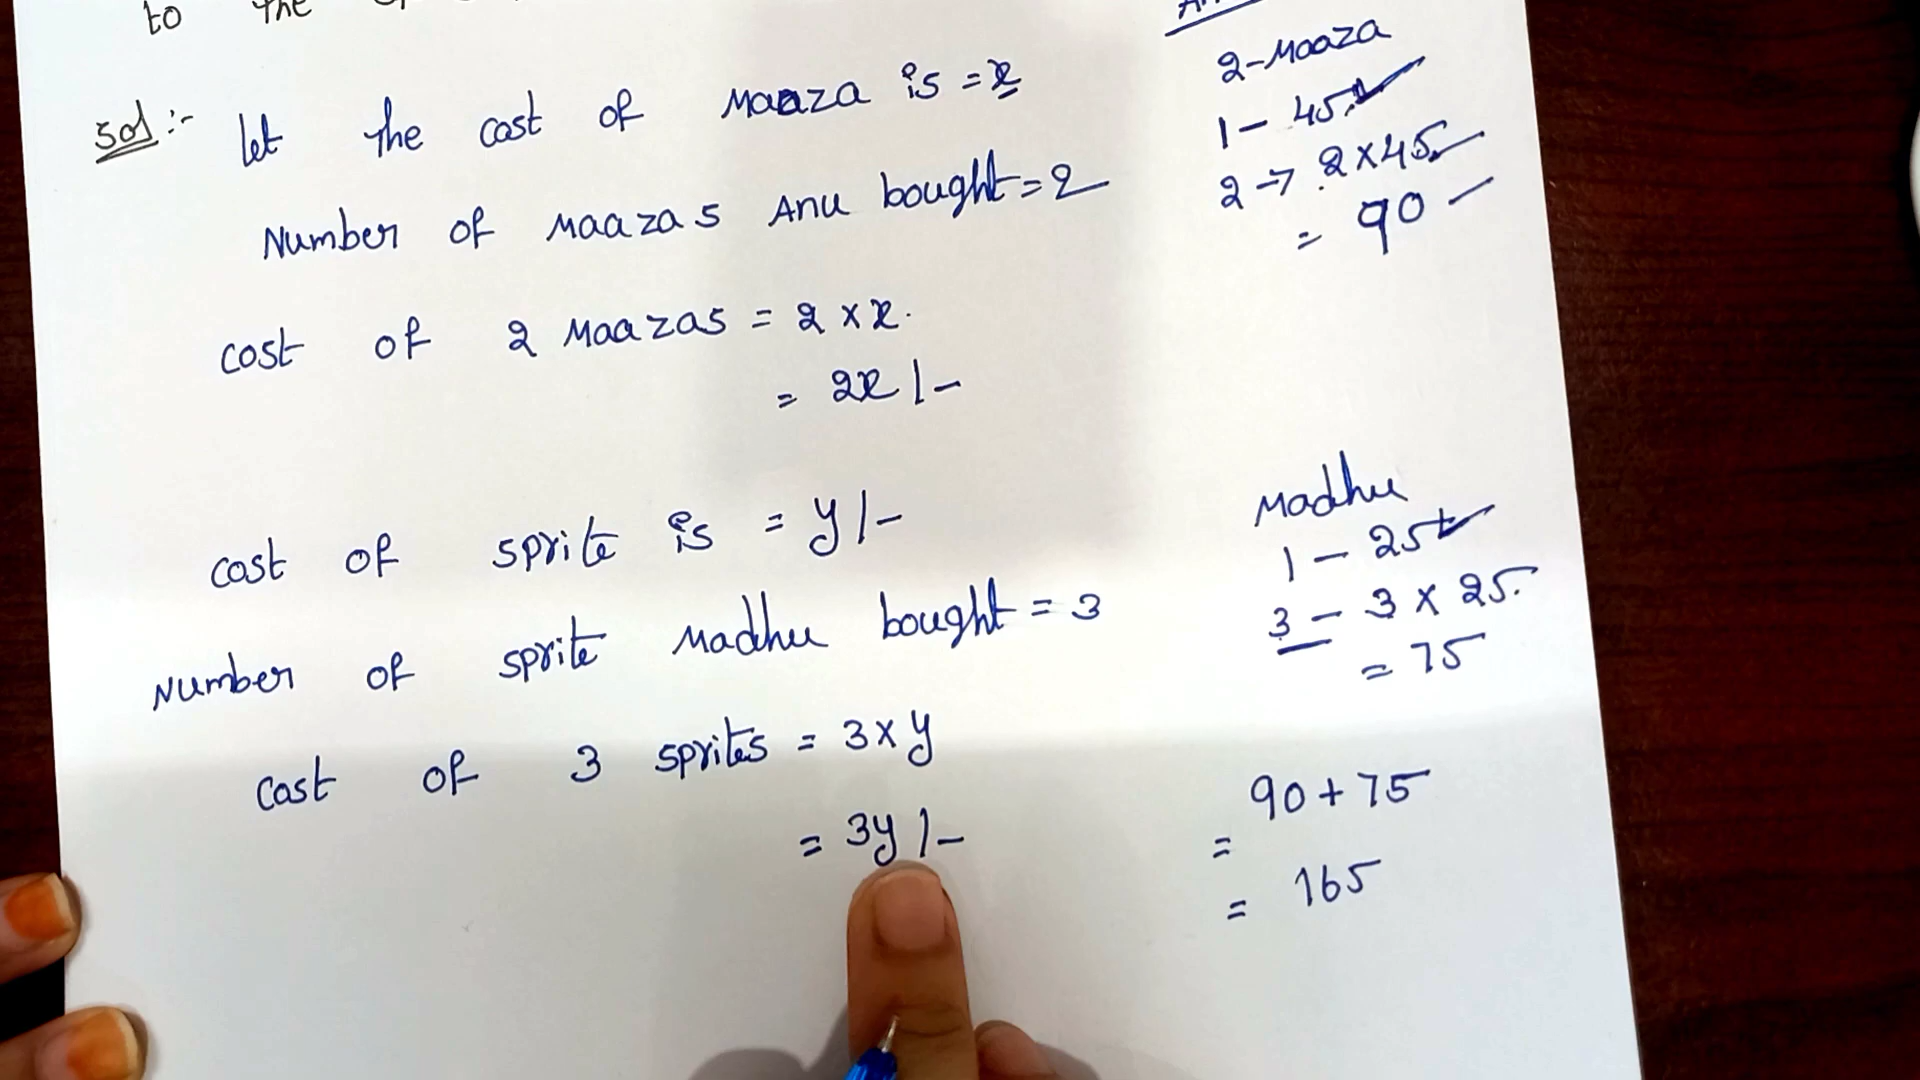 to the
Sol :- let the cost of Maaza is = x
Number of Maazas Anu bought = 2
cost of 2 Maazas = 2 x x.
= 2x /-
cost of sprite is = y /-
Number of sprite Madhu bought = 3
cost of 3 sprites = 3 x y
= 3y /-
2-Maaza
1 - 45
2 -> 2 x 45
= 90
Madhu
1 - 25
3 - 3 x 25.
= 75
90 + 75
=
= 165